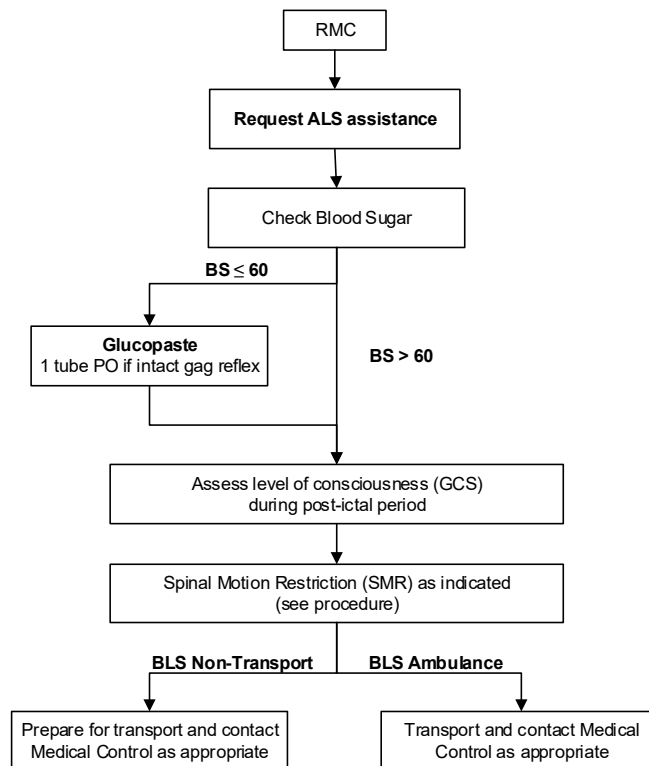 RMC
Request ALS assistance
Check Blood Sugar
BS ≤ 60
Glucopaste
1 tube PO if intact gag reflex
BS > 60
Assess level of consciousness (GCS)
during post-ictal period
Spinal Motion Restriction (SMR) as indicated
(see procedure)
BLS Non-Transport
BLS Ambulance
Prepare for transport and contact
Medical Control as appropriate
Transport and contact Medical
Control as appropriate